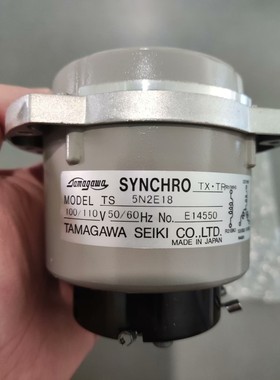 Tamagawa SYNCHRO TX・TR
MODEL TS 5N2E18
100/110V 50/60Hz No. E14550
TAMAGAWA SEIKI CO.,LTD.
MADE IN JAPAN